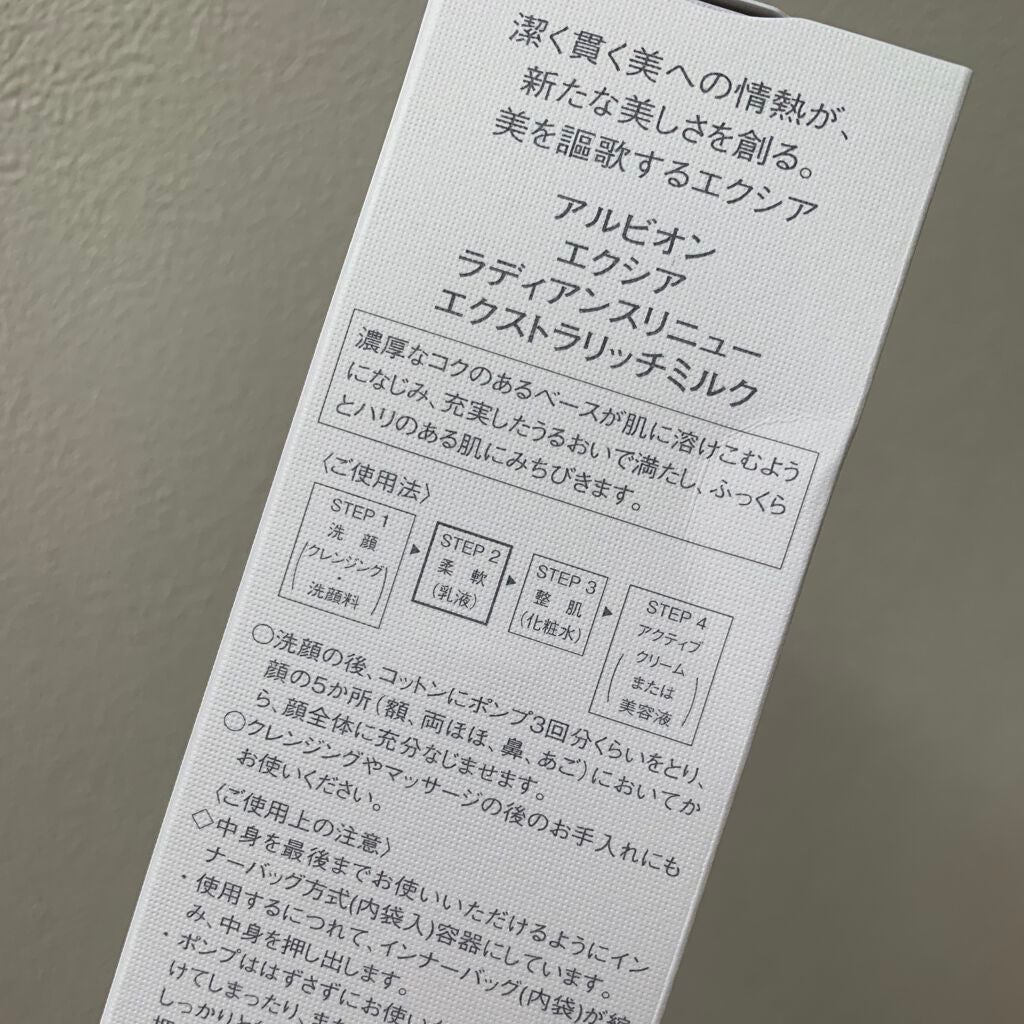 潔く貫く美への情熱が、
新たな美しさを創る。
美を謳歌するエクシア
アルビオン
エクシア
ラディアンスリニュー
エクストラリッチミルク
濃厚なコクのあるベースが肌に溶けこむよう
になじみ、充実したうるおいで満たし、ふっくら
とハリのある肌にみちびきます。
〈ご使用法〉
STEP 1
洗 顔
(クレンジング
・
洗顔料)
▶
STEP 2
柔 軟
(乳液)
▶
STEP 3
整 肌
(化粧水)
▶
STEP 4
アクティブ
(クリーム
または
美容液)
○洗顔の後、コットンにポンプ3回分くらいをとり、
顔の5か所(額、両ほほ、鼻、あご)においてか
ら、顔全体に充分なじませます。
○クレンジングやマッサージの後のお手入れにも
お使いください。
〈ご使用上の注意〉
◇中身を最後までお使いいただけるようにイン
ナーバッグ方式(内袋入)容器にしています。
・使用するにつれて、インナーバッグ(内袋)が縮
み、中身を押し出します。
・ポンプははずさずにお使い
けてしまったり、また
しっかりと